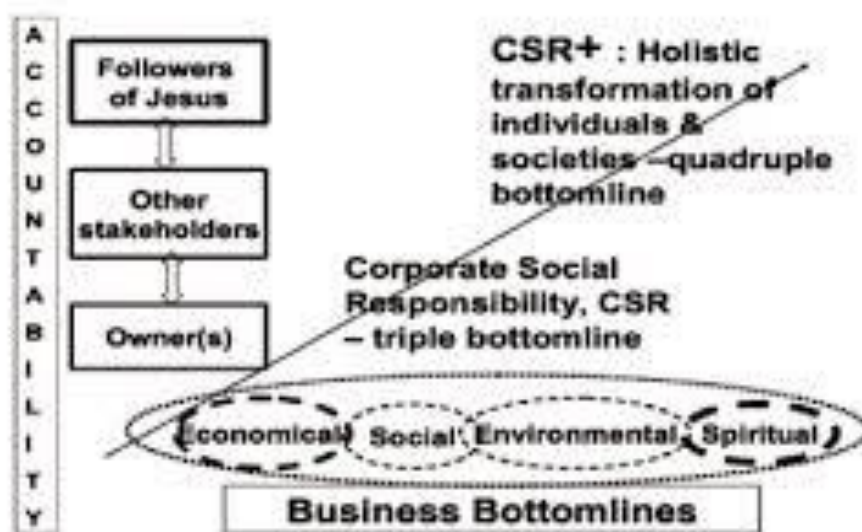 ACCOUNTABILITY
Followers
of Jesus
Other
stakeholders
Owner(s)
CSR+ : Holistic
transformation of
individuals &
societies –quadruple
bottomline
Corporate Social
Responsibility, CSR
– triple bottomline
Economical
Social
Environmental
Spiritual
Business Bottomlines